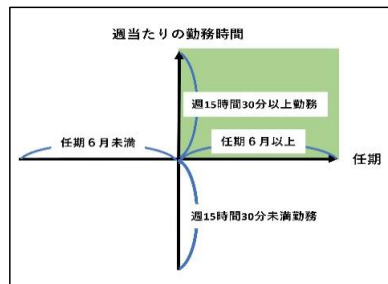 週当たりの勤務時間
週15時間30分以上勤務
任期６月未満
任期６月以上
任期
週15時間30分未満勤務